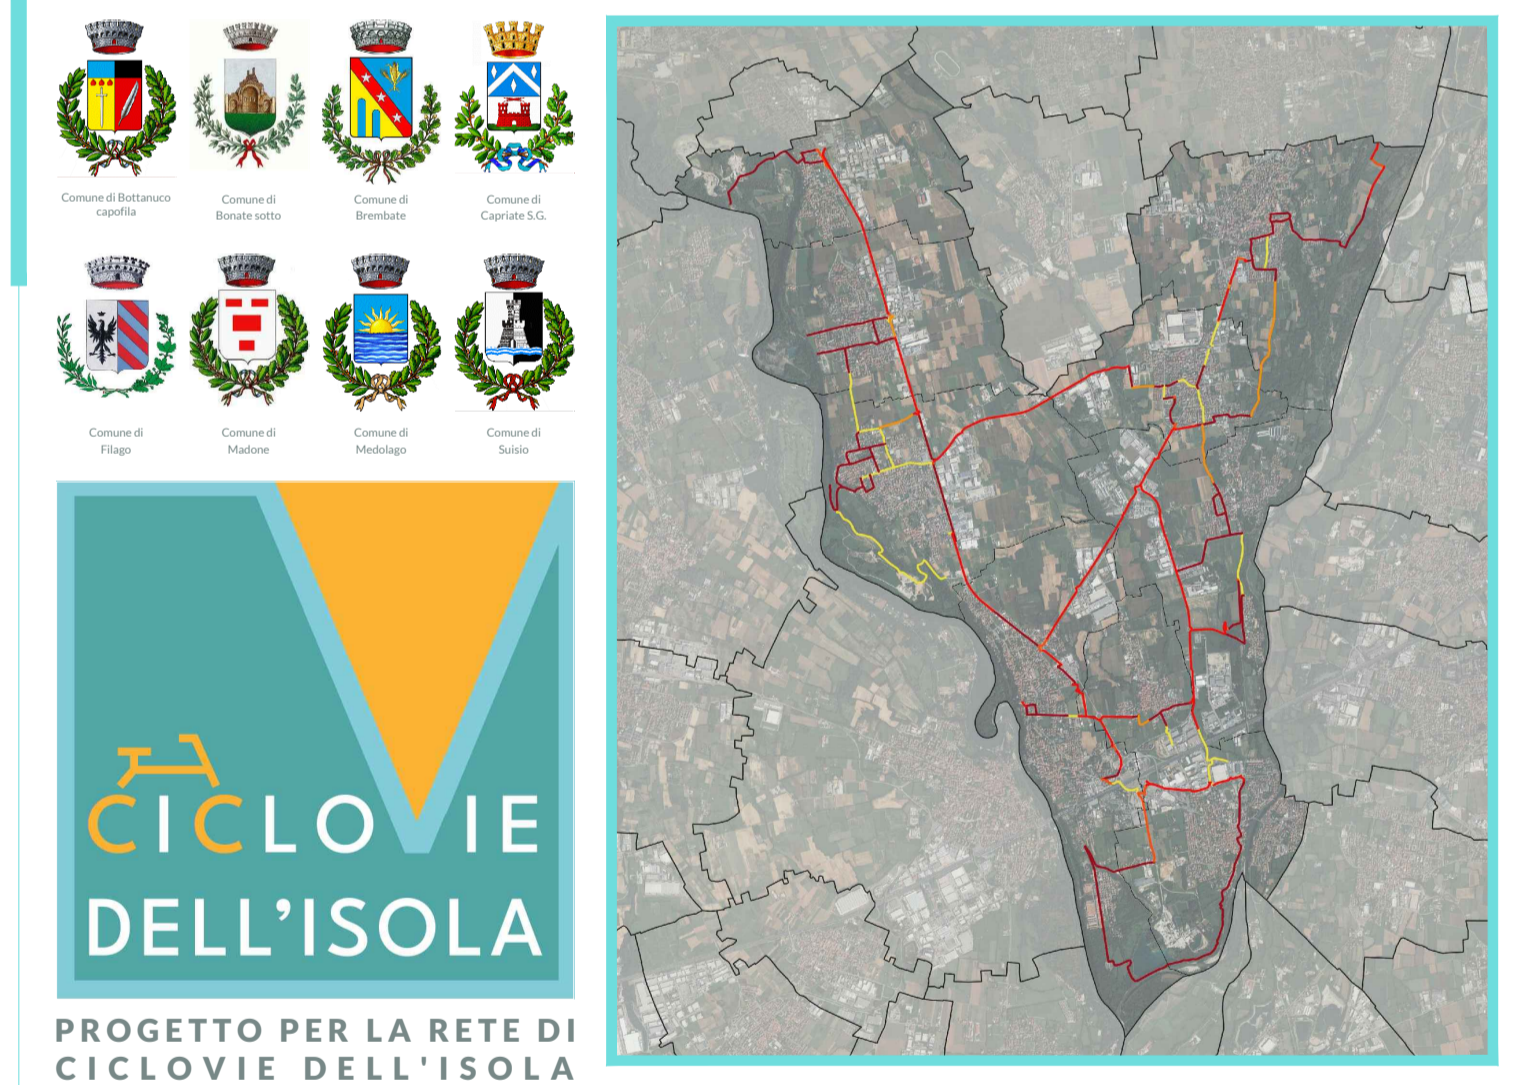 Comune di Bottanuco
capofila
Comune di
Bonate sotto
Comune di
Brembate
Comune di
Capriate S.G.
Comune di
Filago
Comune di
Madone
Comune di
Medolago
Comune di
Suisio
CICLOVIE
DELL'ISOLA
PROGETTO PER LA RETE DI
CICLOVIE DELL'ISOLA